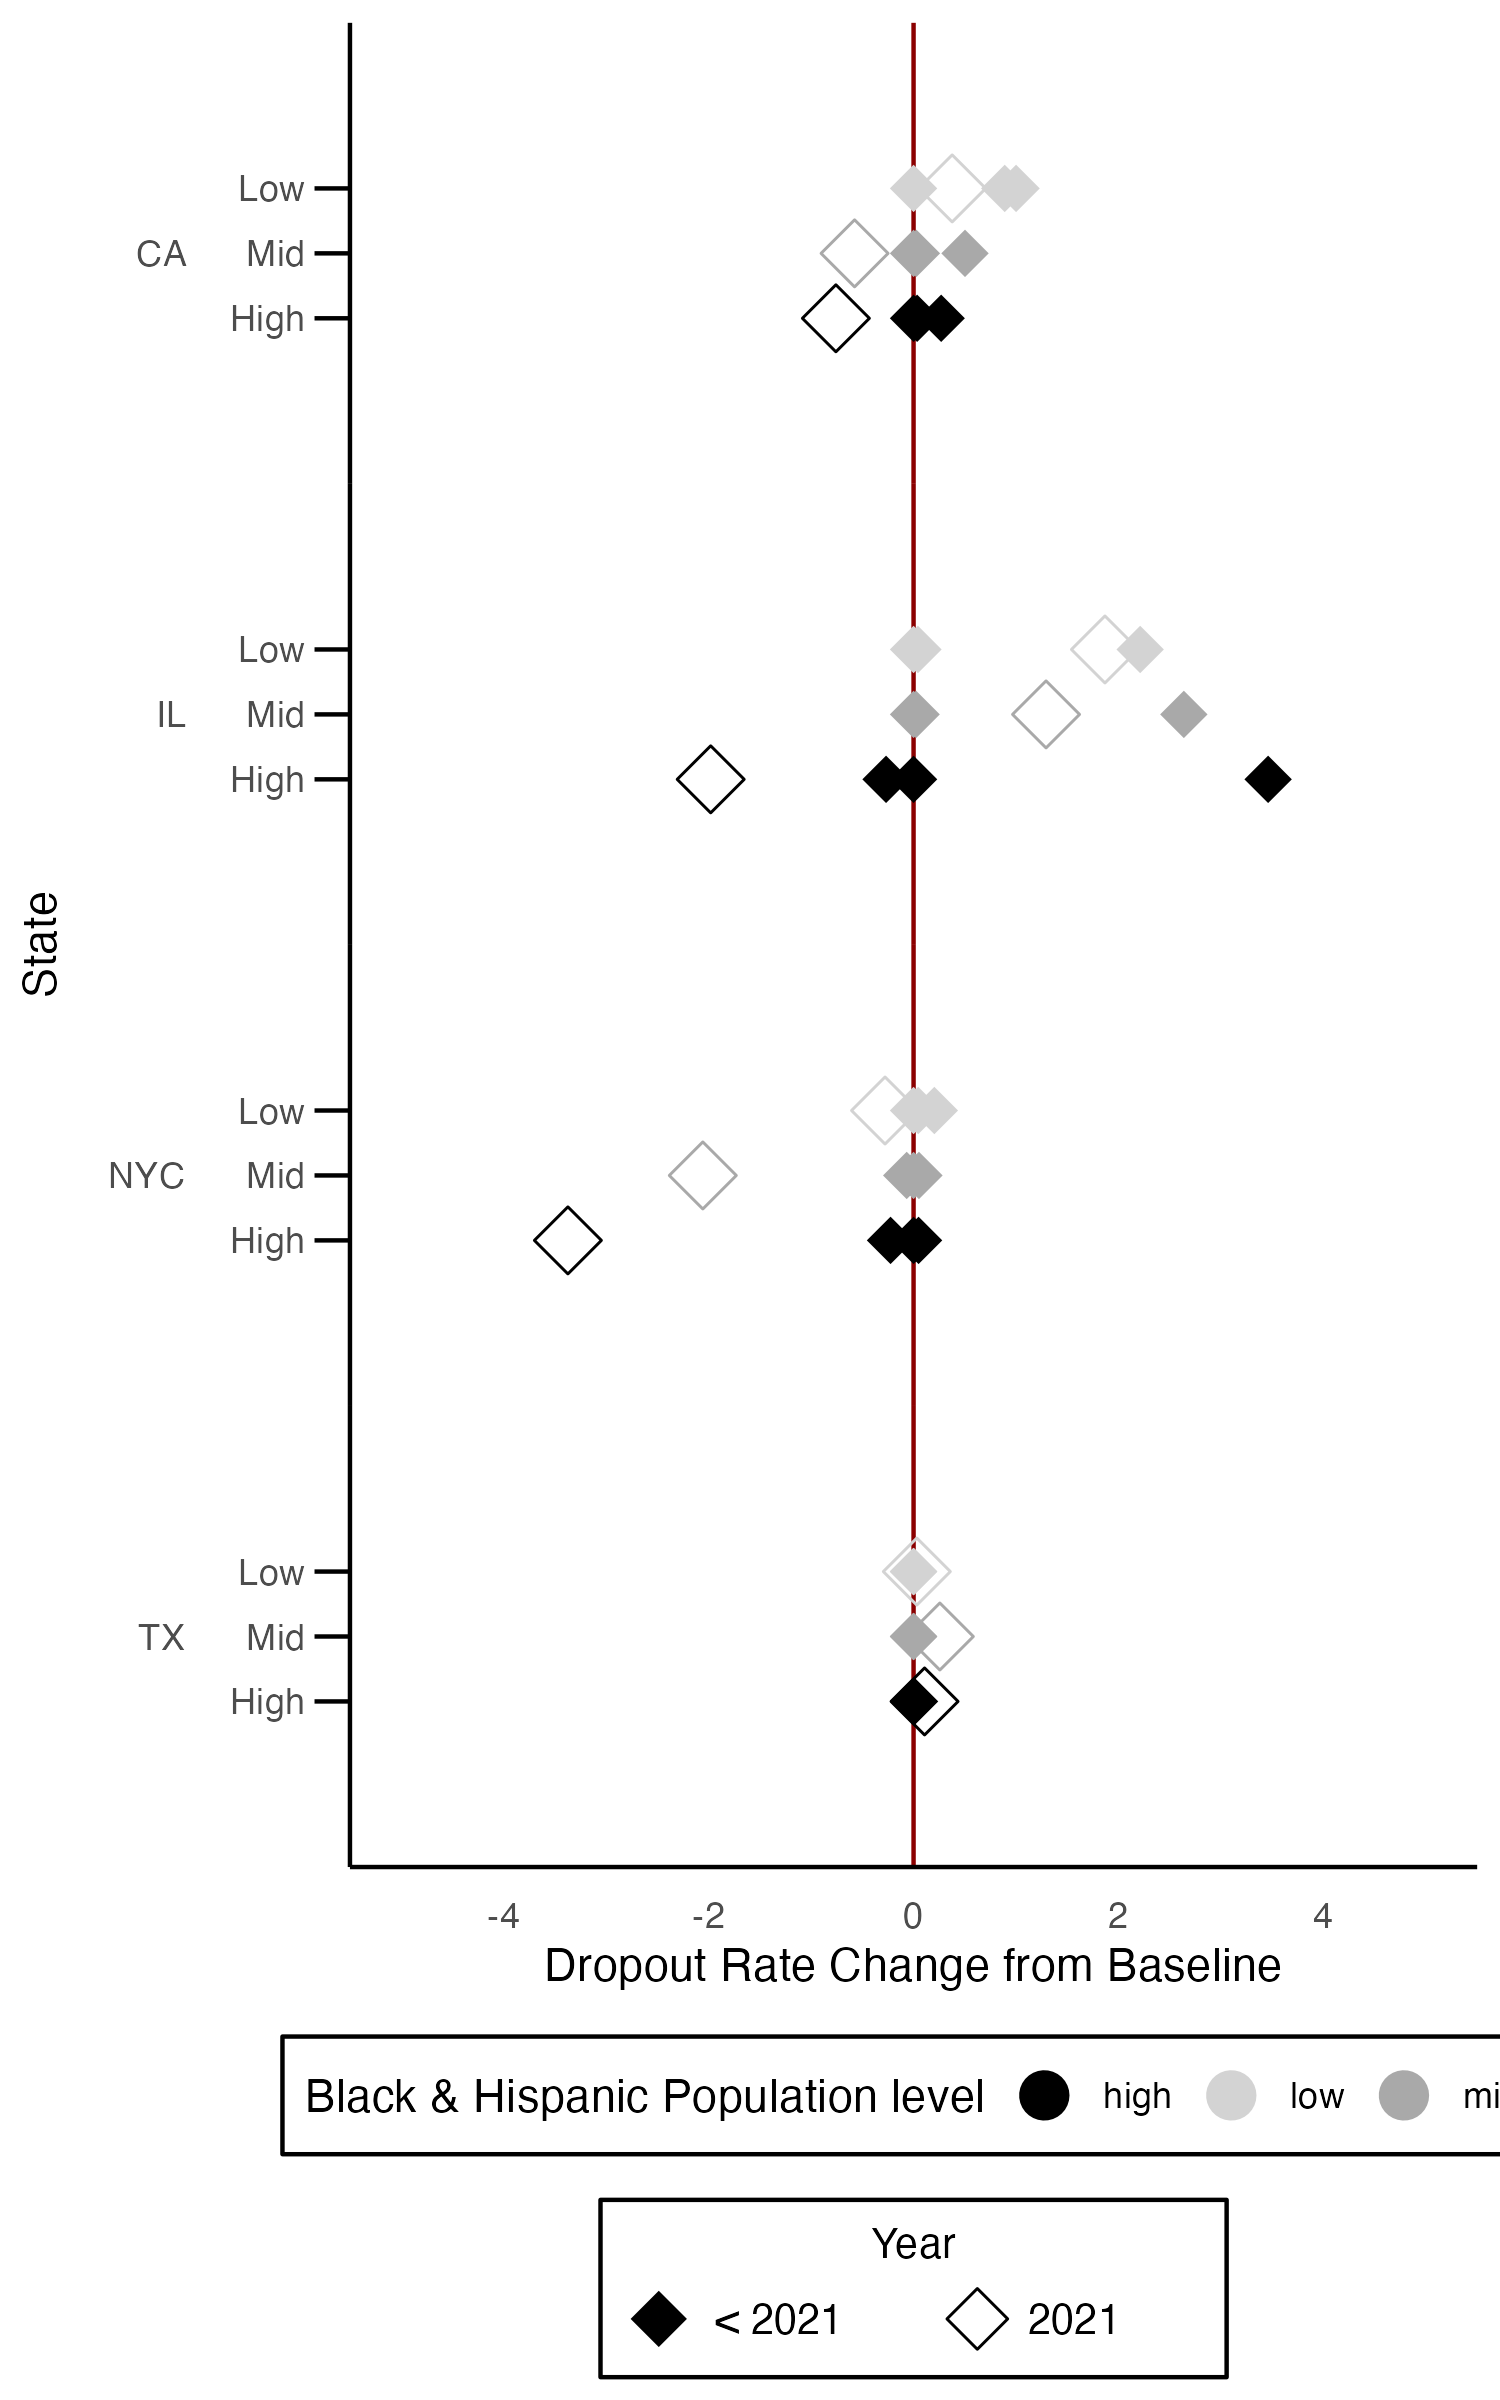 Low
CA Mid
High
Low
IL Mid
High
State
Low
NYC Mid
High
Low
TX Mid
High
-4 -2 0 2 4
Dropout Rate Change from Baseline
Black & Hispanic Population level high low mi
Year
< 2021 2021